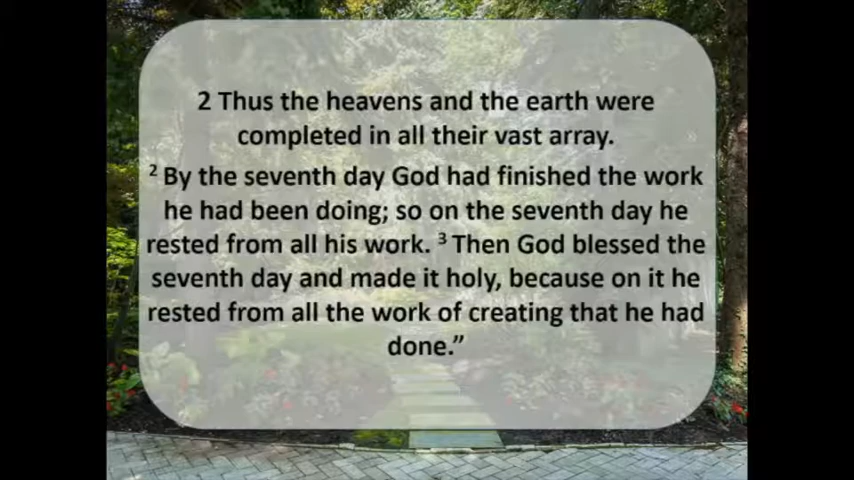 2 Thus the heavens and the earth were
completed in all their vast array.
² By the seventh day God had finished the work
he had been doing; so on the seventh day he
rested from all his work. ³ Then God blessed the
seventh day and made it holy, because on it he
rested from all the work of creating that he had
done.”